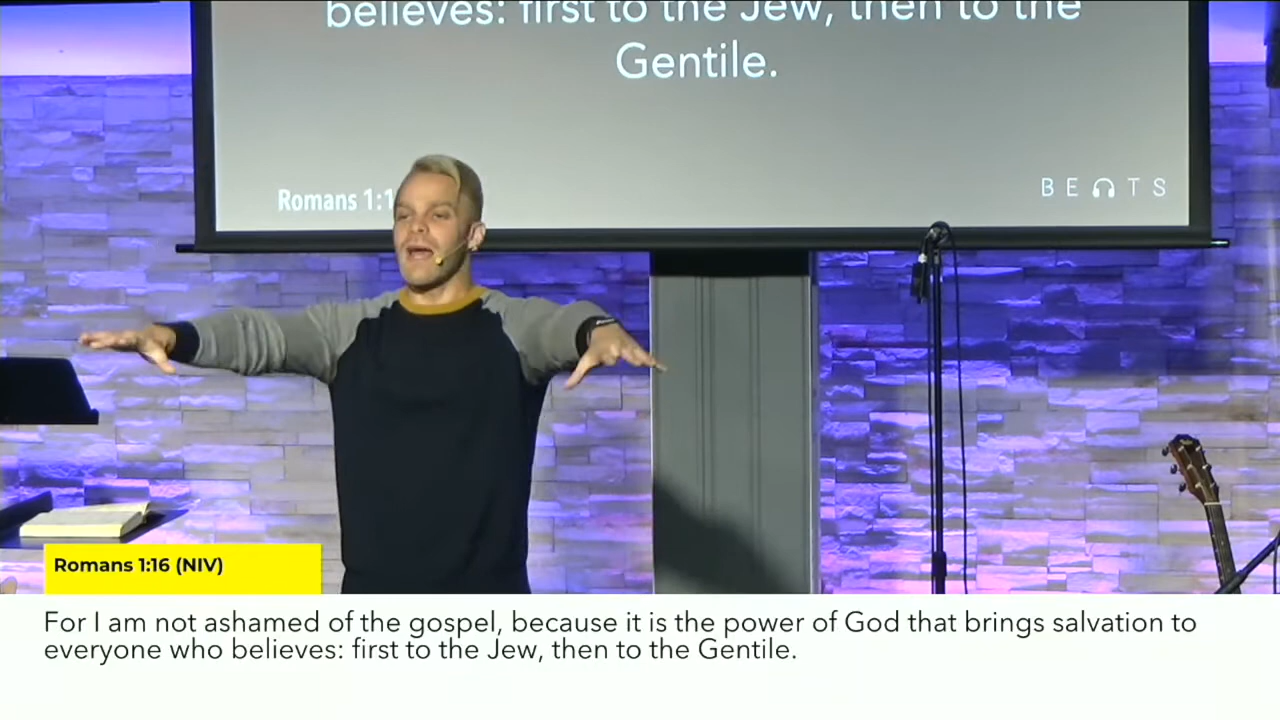 believes: first to the Jew, then to the
Gentile.
Romans 1:1
BEATS
Romans 1:16 (NIV)
For I am not ashamed of the gospel, because it is the power of God that brings salvation to
everyone who believes: first to the Jew, then to the Gentile.